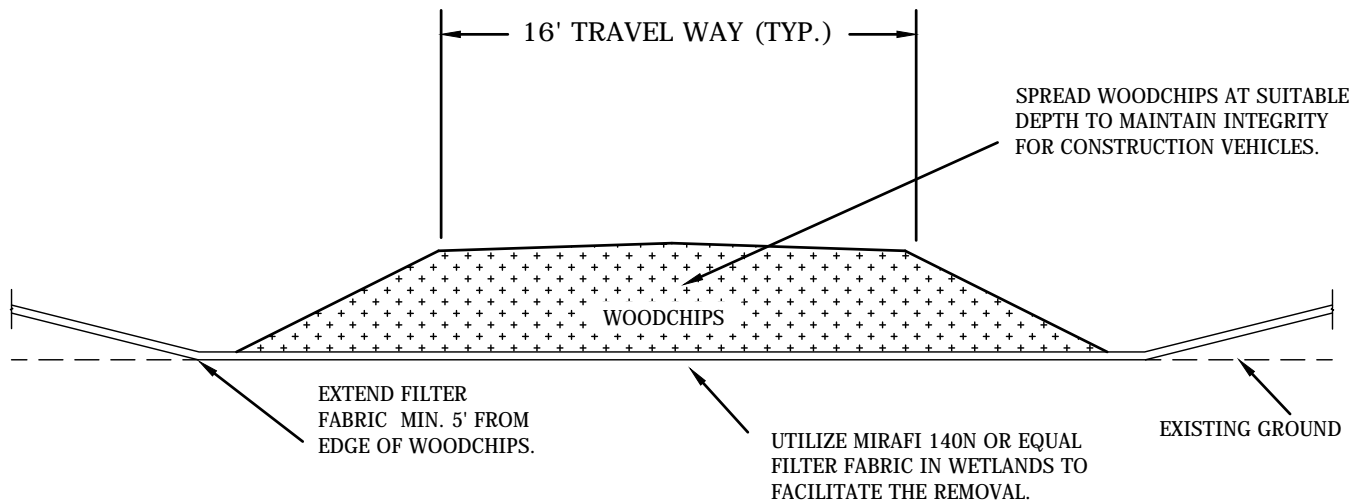 16' TRAVEL WAY (TYP.)
SPREAD WOODCHIPS AT SUITABLE
DEPTH TO MAINTAIN INTEGRITY
FOR CONSTRUCTION VEHICLES.
WOODCHIPS
EXTEND FILTER
FABRIC MIN. 5' FROM
EDGE OF WOODCHIPS.
UTILIZE MIRAFI 140N OR EQUAL
FILTER FABRIC IN WETLANDS TO
FACILITATE THE REMOVAL.
EXISTING GROUND